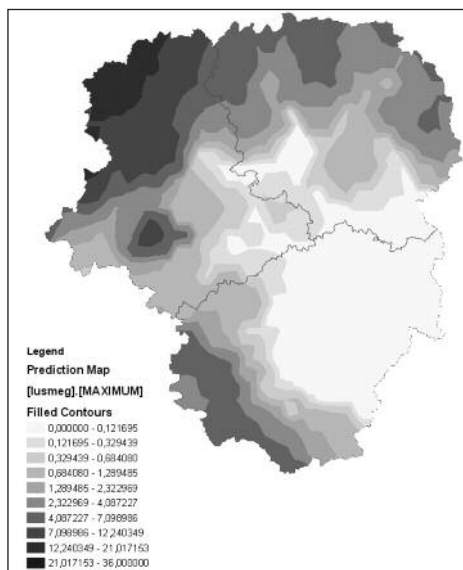 Legend
Prediction Map
[lusmeg].[MAXIMUM]
Filled Contours
0,000000 - 0,121695
0,121695 - 0,329439
0,329439 - 0,684080
0,684080 - 1,289485
1,289485 - 2,322969
2,322969 - 4,087227
4,087227 - 7,098986
7,098986 - 12,240349
12,240349 - 21,017153
21,017153 - 36,000000